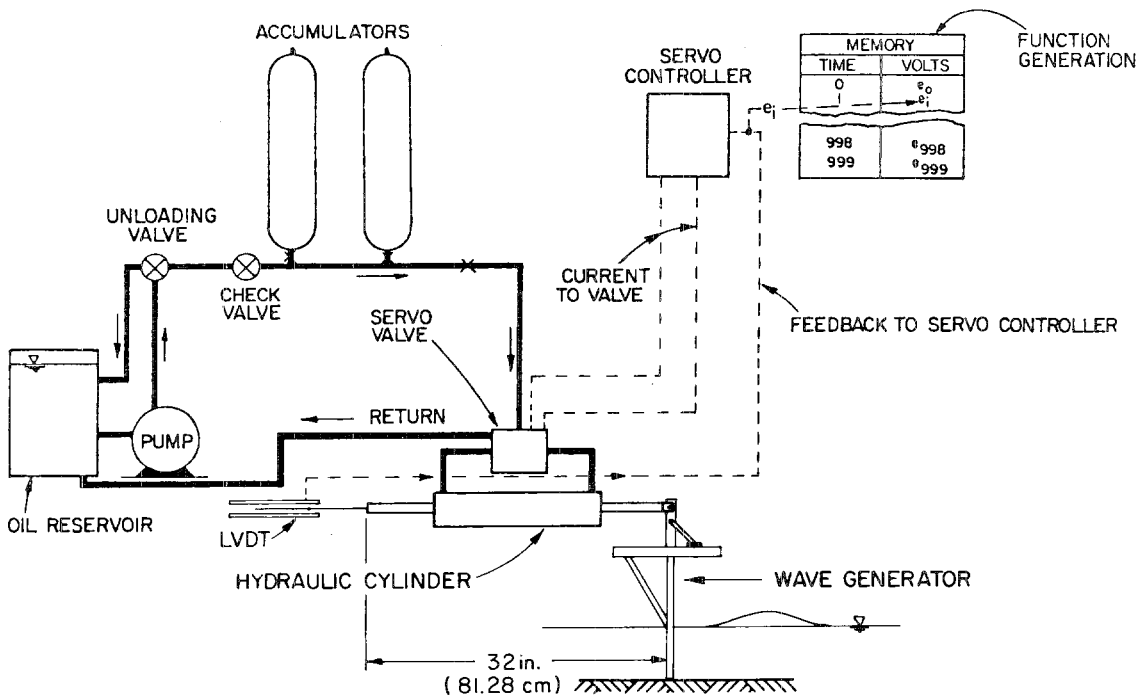 ACCUMULATORS
SERVO
CONTROLLER
MEMORY
TIME VOLTS
0 e₀
eᵢ
eᵢ
998 e998
999 e999
FUNCTION
GENERATION
UNLOADING
VALVE
CHECK
VALVE
SERVO
VALVE
CURRENT
TO VALVE
FEEDBACK TO SERVO CONTROLLER
RETURN
PUMP
OIL RESERVOIR
LVDT
HYDRAULIC CYLINDER
WAVE GENERATOR
32 in.
(81.28 cm)